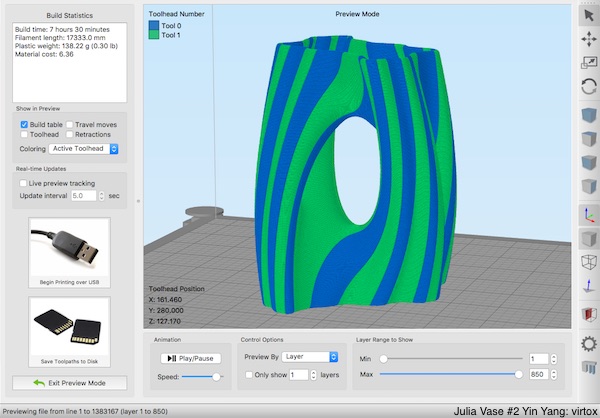 Build Statistics
Build time: 7 hours 30 minutes
Filament length: 17333.0 mm
Plastic weight: 138.22 g (0.30 lb)
Material cost: 6.36
Show in Preview
Build table
Travel moves
Toolhead
Retractions
Coloring
Active Toolhead
Real-time Updates
Live preview tracking
Update interval
5.0
sec
Begin Printing over USB
Save Toolpaths to Disk
Exit Preview Mode
Toolhead Number
Tool 0
Tool 1
Preview Mode
Toolhead Position
X: 161.460
Y: 280.000
Z: 127.170
Animation
Play/Pause
Speed:
Control Options
Preview By
Layer
Only show
1
layers
Layer Range to Show
Min
1
Max
850
Previewing file from line 1 to 1383167 (layer 1 to 850)
Julia Vase #2 Yin Yang: virtox